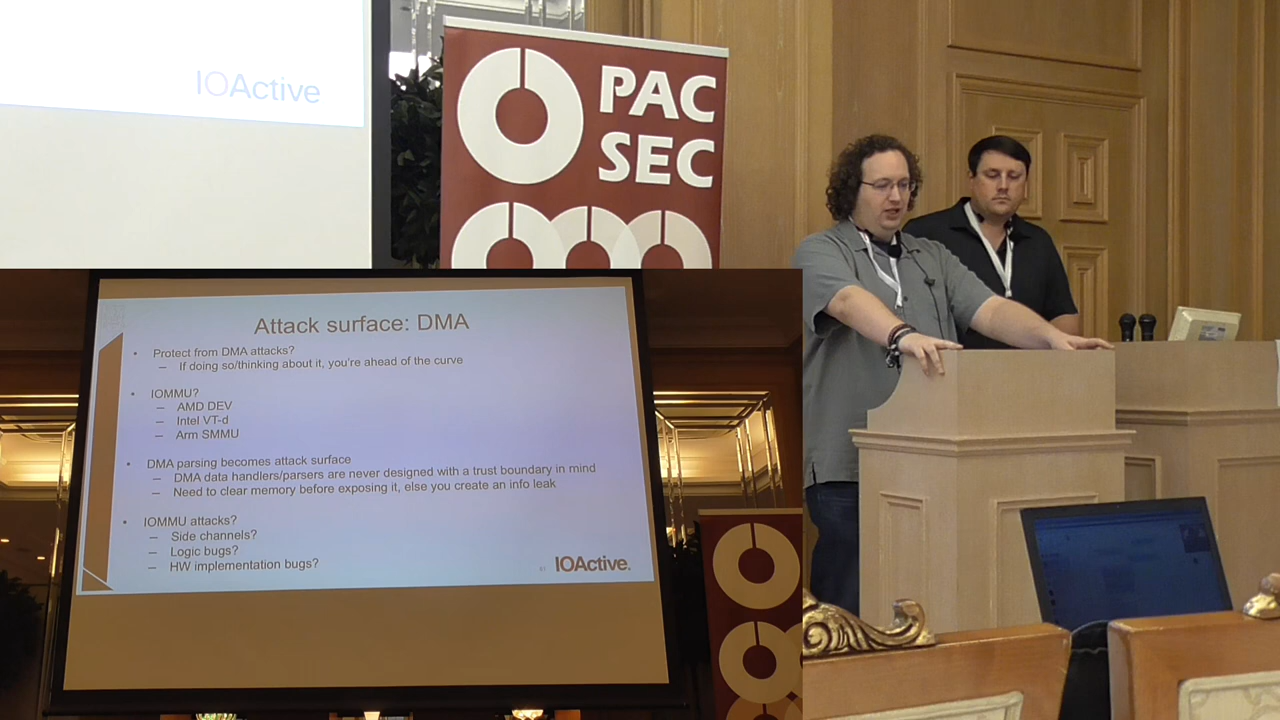 IOActive
PAC
SEC
Attack surface: DMA
• Protect from DMA attacks?
– If doing so/thinking about it, you're ahead of the curve
• IOMMU?
– AMD DEV
– Intel VT-d
– Arm SMMU
• DMA parsing becomes attack surface
– DMA data handlers/parsers are never designed with a trust boundary in mind
– Need to clear memory before exposing it, else you create an info leak
• IOMMU attacks?
– Side channels?
– Logic bugs?
– HW implementation bugs?
IOActive.